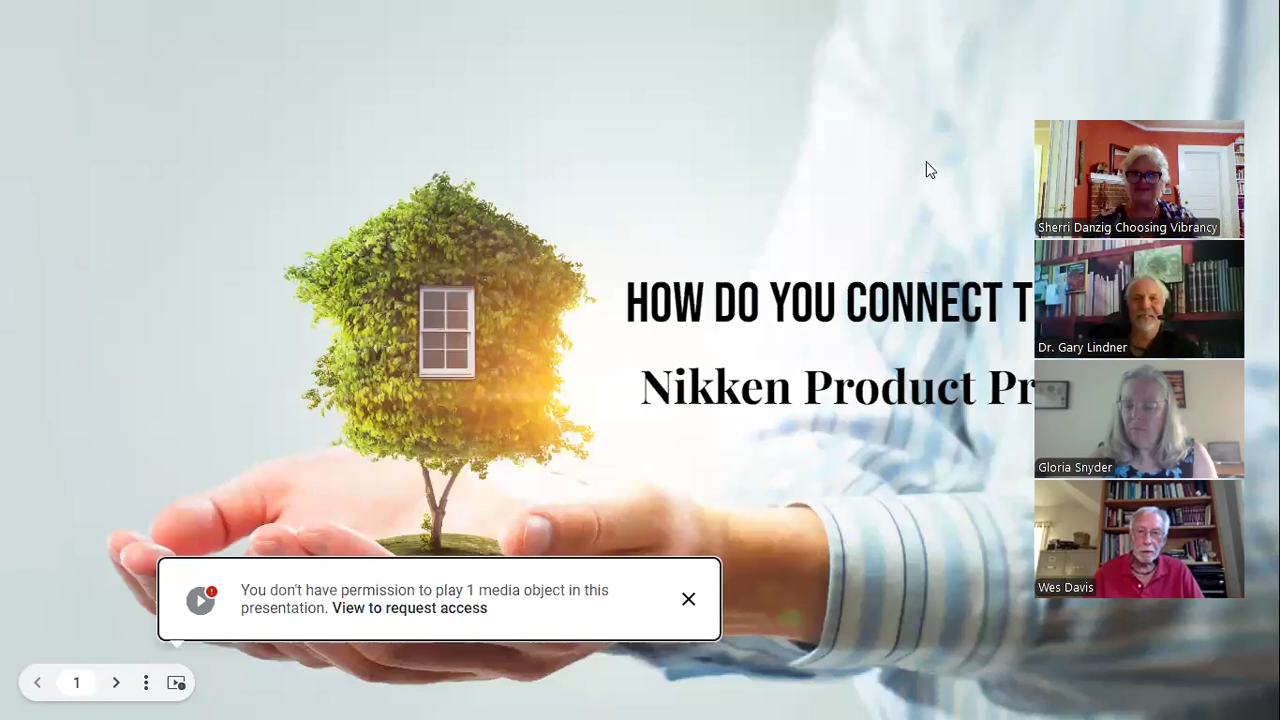 HOW DO YOU CONNECT T
Nikken Product Pr
Sherri Danzig Choosing Vibrancy
Dr. Gary Lindner
Gloria Snyder
Wes Davis
You don't have permission to play 1 media object in this
presentation. View to request access
1